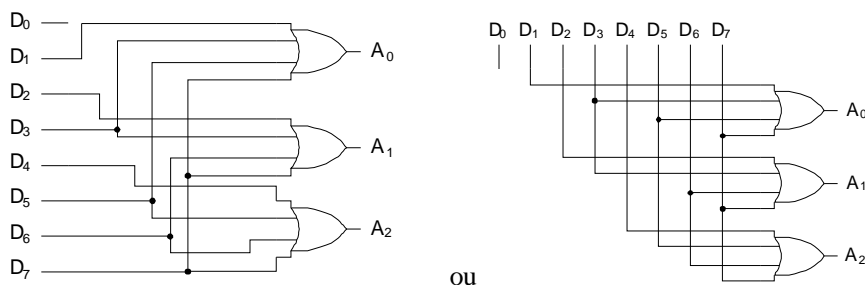 D₀
D₁
D₂
D₃
D₄
D₅
D₆
D₇
A₀
A₁
A₂
ou
D₀ D₁ D₂ D₃ D₄ D₅ D₆ D₇
A₀
A₁
A₂